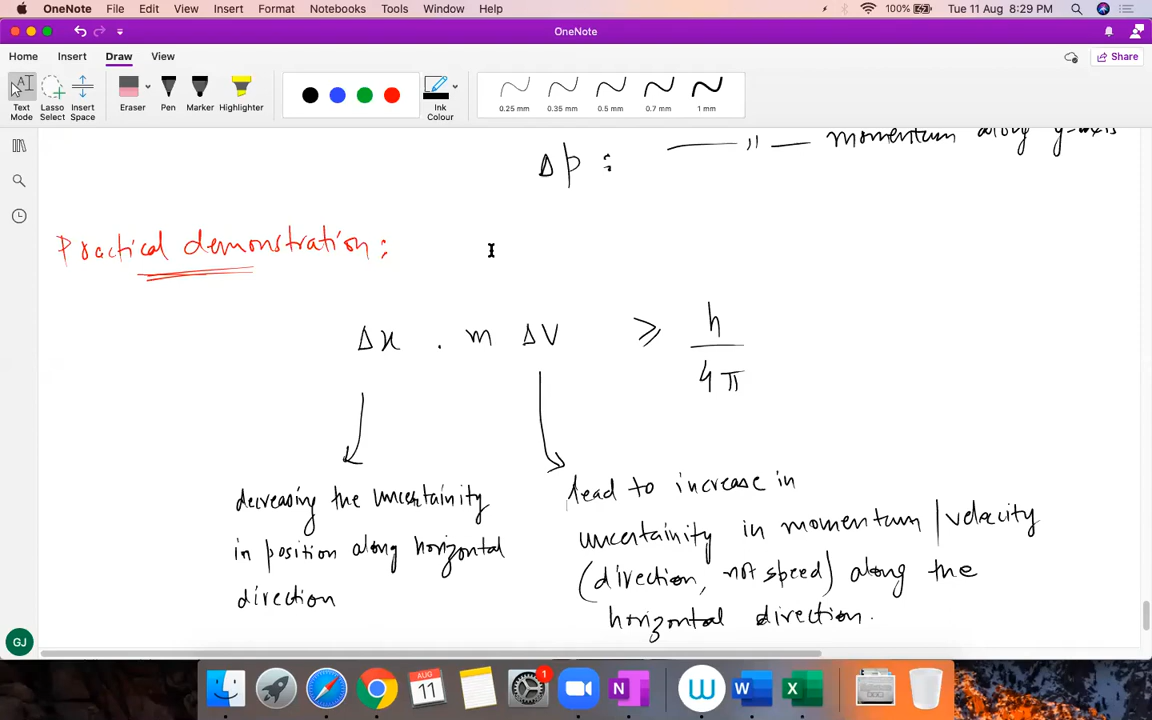 OneNote File Edit View Insert Format Notebooks Tools Window Help 100% Tue 11 Aug 8:29 PM
OneNote
Home Insert Draw View Share
Text Mode
Lasso Select
Insert Space
Eraser
Pen
Marker
Highlighter
Ink Colour
0.25 mm 0.35 mm 0.5 mm 0.7 mm 1 mm
Δp : — " — momentum along y-axis
Practical demonstration:
Δx . m ΔV ≥ h / 4π
decreasing the uncertainity
in position along horizontal
direction
lead to increase in
uncertainity in momentum / velocity
(direction, not speed) along the
horizontal direction.
GJ
AUG
11
1
N
W
W
X